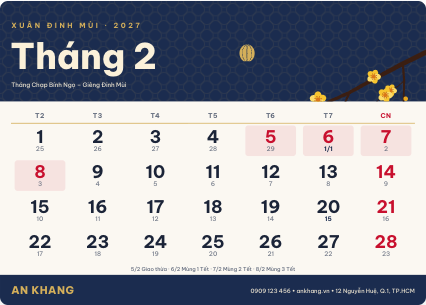 XUÂN ĐINH MÙI · 2027
Tháng 2
Tháng Chạp Bính Ngọ – Giêng Đinh Mùi
T2 T3 T4 T5 T6 T7 CN
1 2 3 4 5 6 7
25 26 27 28 29 1/1 2
8 9 10 11 12 13 14
3 4 5 6 7 8 9
15 16 17 18 19 20 21
10 11 12 13 14 15 16
22 23 24 25 26 27 28
17 18 19 20 21 22 23
5/2 Giao thừa · 6/2 Mùng 1 Tết · 7/2 Mùng 2 Tết · 8/2 Mùng 3 Tết
AN KHANG
0909 123 456 • ankhang.vn • 12 Nguyễn Huệ, Q.1, TP.HCM